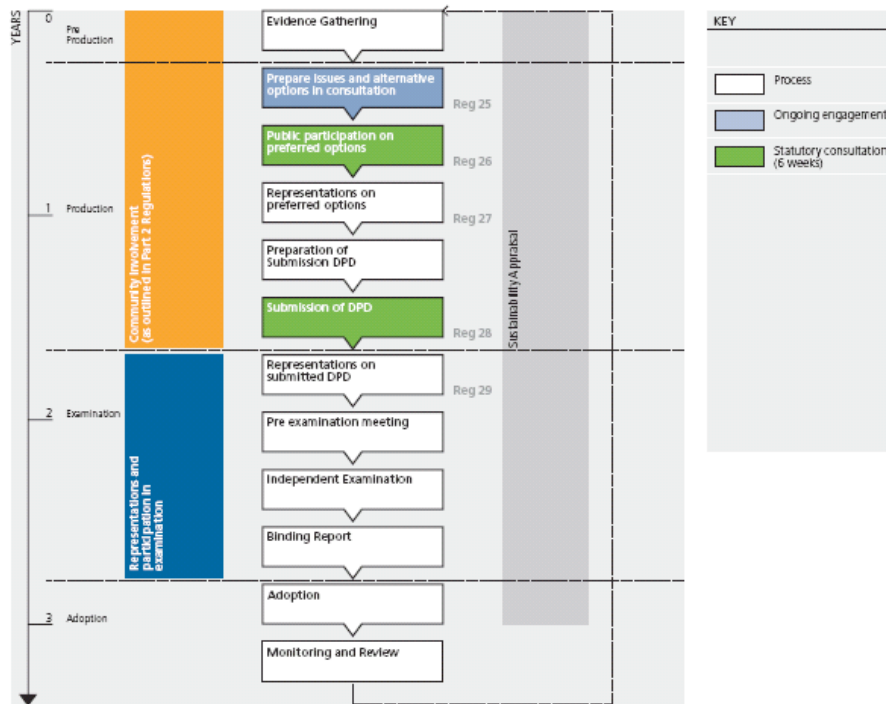 YEARS
0
Pre
Production
Evidence Gathering
KEY
Process
Ongoing engagement
Statutory consultation
(6 weeks)
Prepare issues and alternative
options in consultation
Reg 25
Public participation on
preferred options
Reg 26
1
Production
Representations on
preferred options
Reg 27
Preparation of
Submission DPD
Submission of DPD
Reg 28
Community Involvement
(as outlined in Part 2 Regulations)
Sustainability Appraisal
Representations on
submitted DPD
Reg 29
2
Examination
Pre examination meeting
Independent Examination
Binding Report
Representations and
participation in
examination
3
Adoption
Adoption
Monitoring and Review